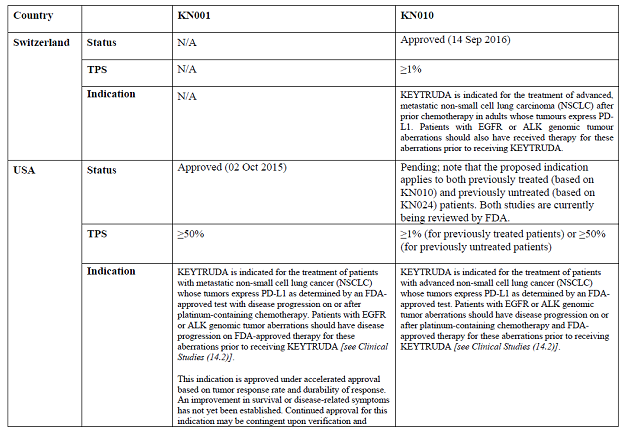 Country KN001 KN010
Switzerland Status N/A Approved (14 Sep 2016)
TPS N/A ≥1%
Indication N/A KEYTRUDA is indicated for the treatment of advanced,
metastatic non-small cell lung carcinoma (NSCLC) after
prior chemotherapy in adults whose tumours express PD-
L1. Patients with EGFR or ALK genomic tumour
aberrations should also have received therapy for these
aberrations prior to receiving KEYTRUDA.
USA Status Approved (02 Oct 2015) Pending; note that the proposed indication
applies to both previously treated (based on
KN010) and previously untreated (based on
KN024) patients. Both studies are currently
being reviewed by FDA.
TPS ≥50% ≥1% (for previously treated patients) or ≥50%
(for previously untreated patients)
Indication
KEYTRUDA is indicated for the treatment of patients
with metastatic non-small cell lung cancer (NSCLC)
whose tumors express PD-L1 as determined by an FDA-
approved test with disease progression on or after
platinum-containing chemotherapy. Patients with EGFR
or ALK genomic tumor aberrations should have disease
progression on FDA-approved therapy for these
aberrations prior to receiving KEYTRUDA [see Clinical
Studies (14.2)].
This indication is approved under accelerated approval
based on tumor response rate and durability of response.
An improvement in survival or disease-related symptoms
has not yet been established. Continued approval for this
indication may be contingent upon verification and
KEYTRUDA is indicated for the treatment of patients
with advanced non-small cell lung cancer (NSCLC)
whose tumors express PD-L1 as determined by an FDA-
approved test. Patients with EGFR or ALK genomic
tumor aberrations should have disease progression on or
after platinum-containing chemotherapy and FDA-
approved therapy for these aberrations prior to receiving
KEYTRUDA [see Clinical Studies (14.2)].